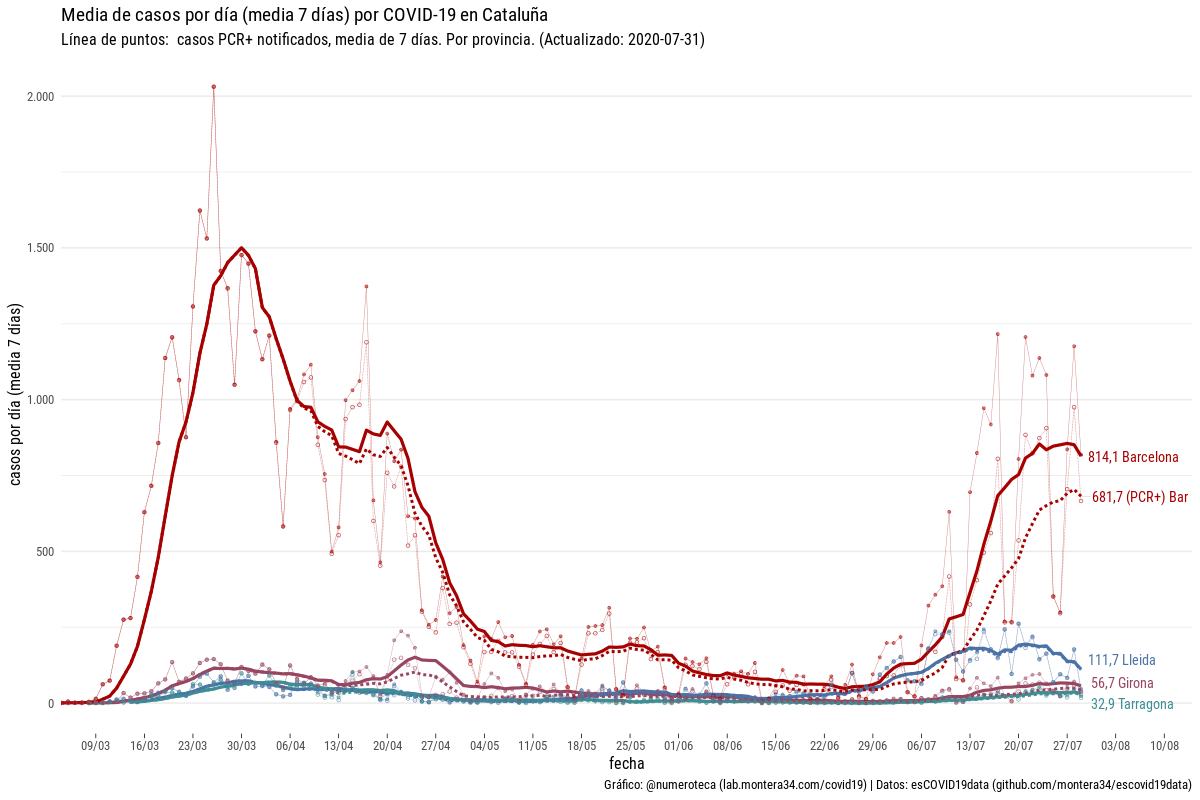 Media de casos por día (media 7 días) por COVID-19 en Cataluña
Línea de puntos:  casos PCR+ notificados, media de 7 días. Por provincia. (Actualizado: 2020-07-31)
casos por día (media 7 días)
2.000
1.500
1.000
500
0
814,1 Barcelona
681,7 (PCR+) Bar
111,7 Lleida
56,7 Girona
32,9 Tarragona
09/03 16/03 23/03 30/03 06/04 13/04 20/04 27/04 04/05 11/05 18/05 25/05 01/06 08/06 15/06 22/06 29/06 06/07 13/07 20/07 27/07 03/08 10/08
fecha
Gráfico: @numeroteca (lab.montera34.com/covid19) | Datos: esCOVID19data (github.com/montera34/escovid19data)